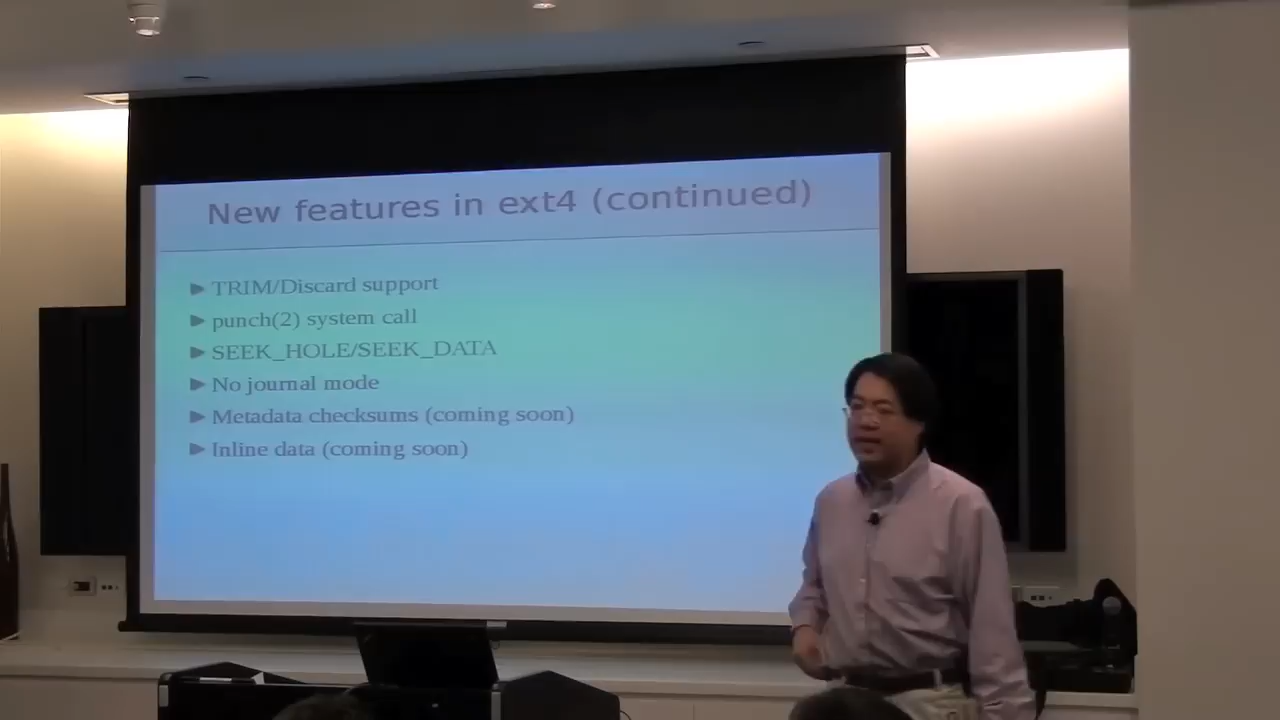 New features in ext4 (continued)
TRIM/Discard support
punch(2) system call
SEEK_HOLE/SEEK_DATA
No journal mode
Metadata checksums (coming soon)
Inline data (coming soon)